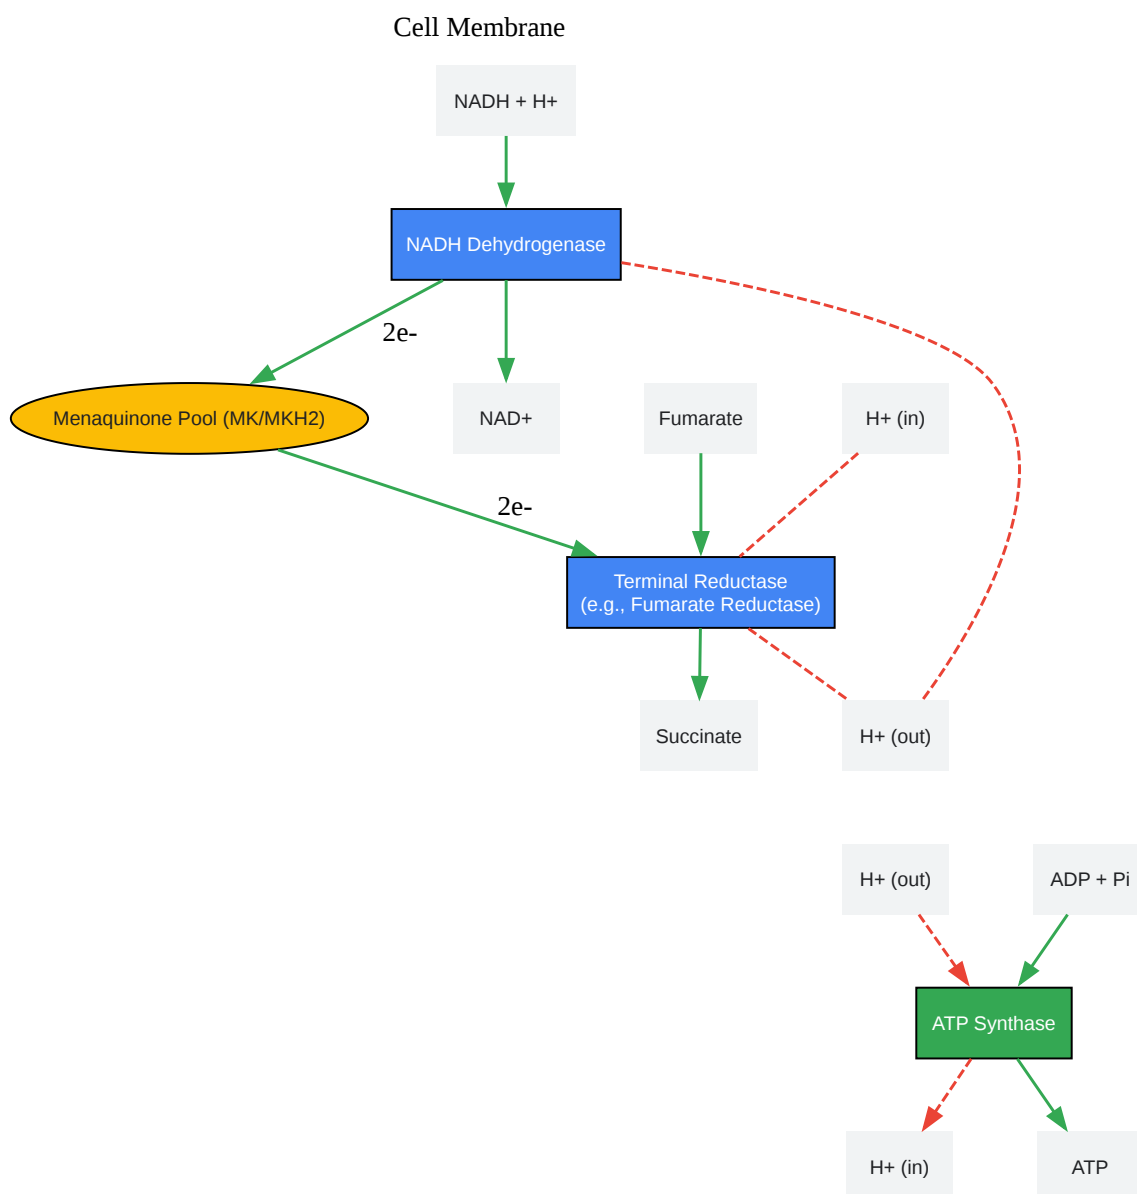 Cell Membrane
NADH + H+
NADH Dehydrogenase
2e-
Menaquinone Pool (MK/MKH2)
NAD+
Fumarate
H+ (in)
2e-
Terminal Reductase
(e.g., Fumarate Reductase)
Succinate
H+ (out)
H+ (out)
ADP + Pi
ATP Synthase
H+ (in)
ATP